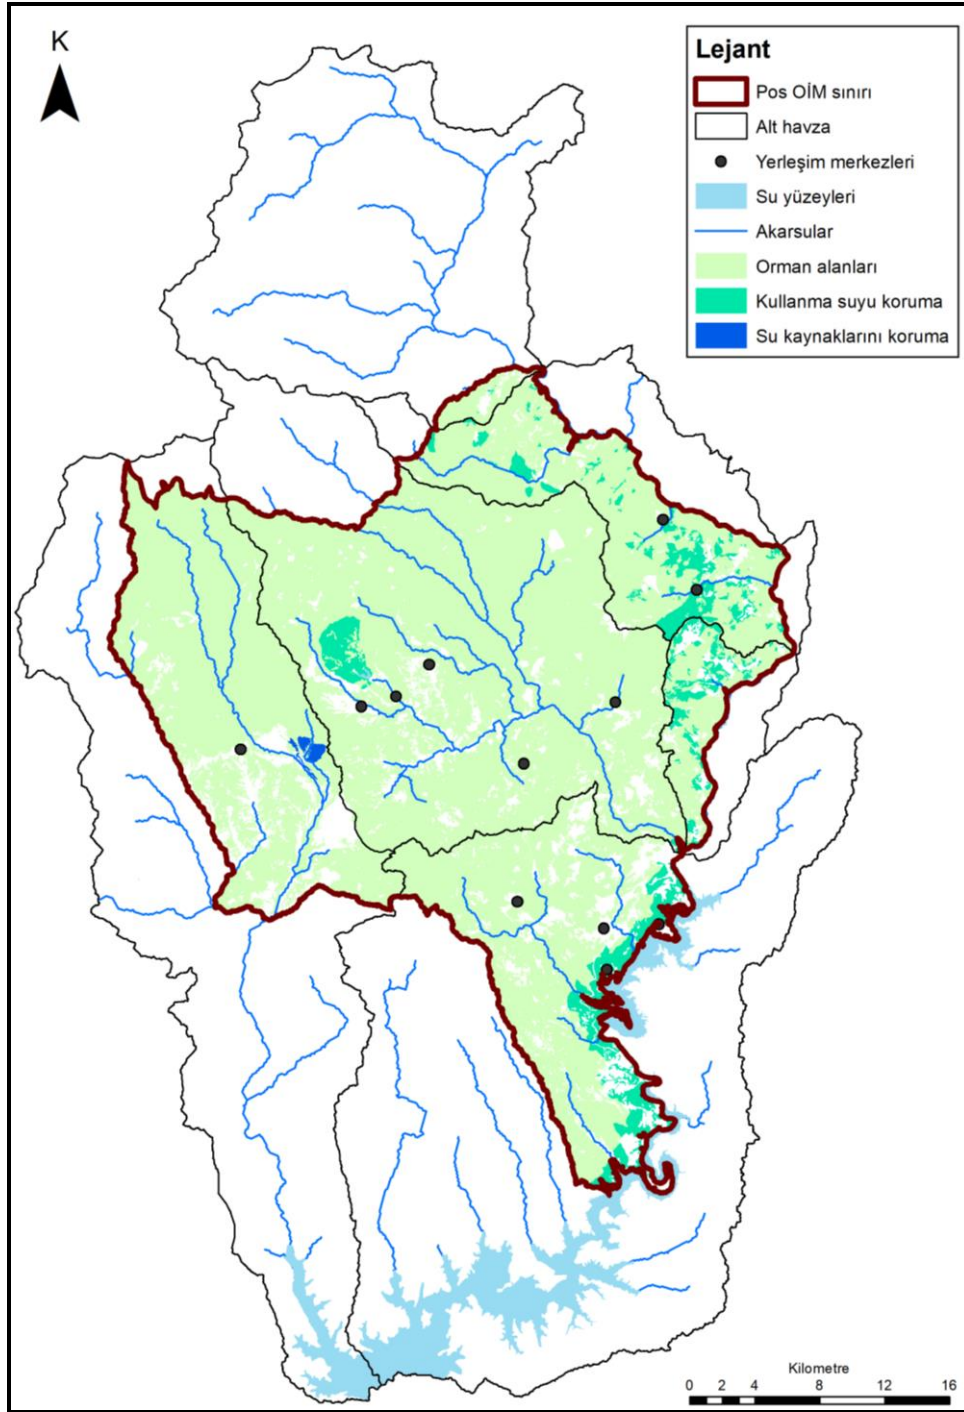 K
Lejant
Pos OİM sınırı
Alt havza
Yerleşim merkezleri
Su yüzeyleri
Akarsular
Orman alanları
Kullanma suyu koruma
Su kaynaklarını koruma
Kilometre
0 2 4 8 12 16